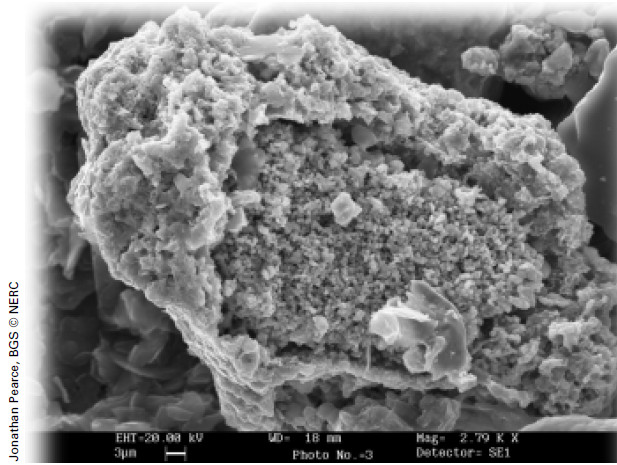 Jonathan Pearce, BGS © NERC
EHT=20.00 kV WD= 18 mm Mag= 2.79 K X
3µm Photo No.=3 Detector= SE1